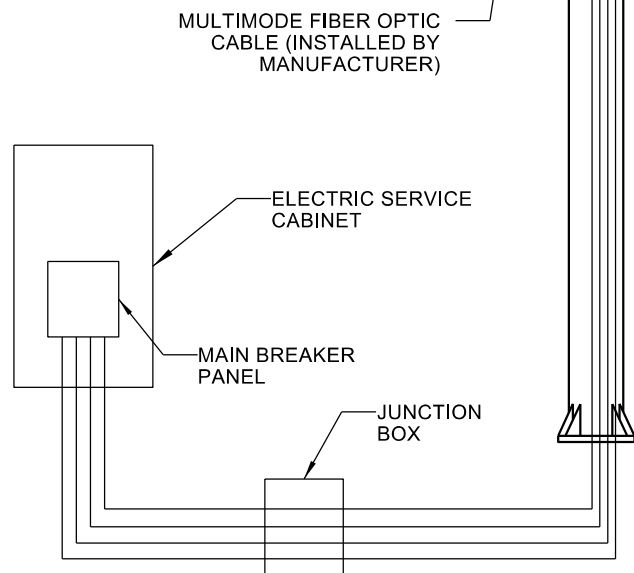 MULTIMODE FIBER OPTIC
CABLE (INSTALLED BY
MANUFACTURER)
ELECTRIC SERVICE
CABINET
MAIN BREAKER
PANEL
JUNCTION
BOX